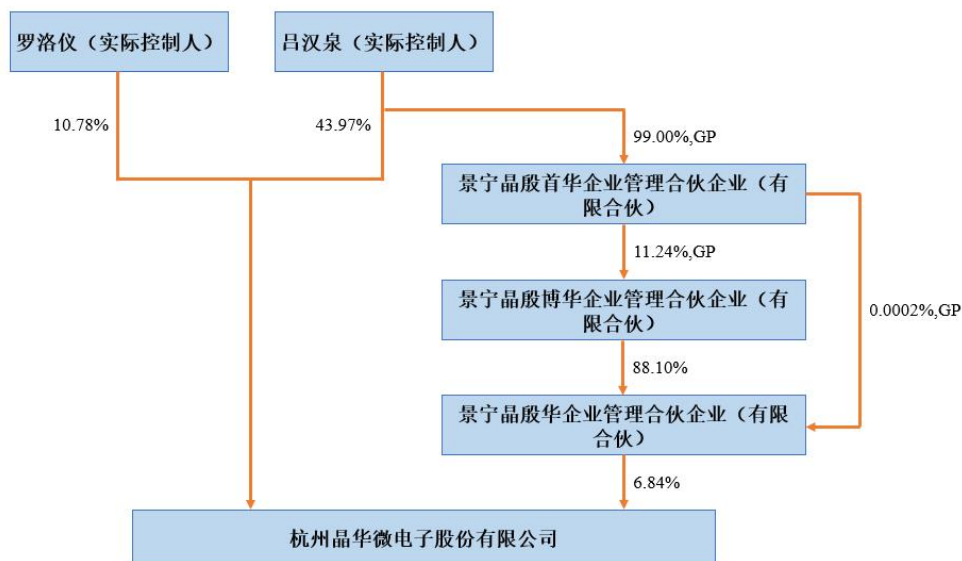 罗洛仪（实际控制人）
吕汉泉（实际控制人）
10.78%
43.97%
99.00%,GP
景宁晶殷首华企业管理合伙企业（有
限合伙）
11.24%,GP
景宁晶殷博华企业管理合伙企业（有
限合伙）
0.0002%,GP
88.10%
景宁晶殷华企业管理合伙企业（有限
合伙）
6.84%
杭州晶华微电子股份有限公司